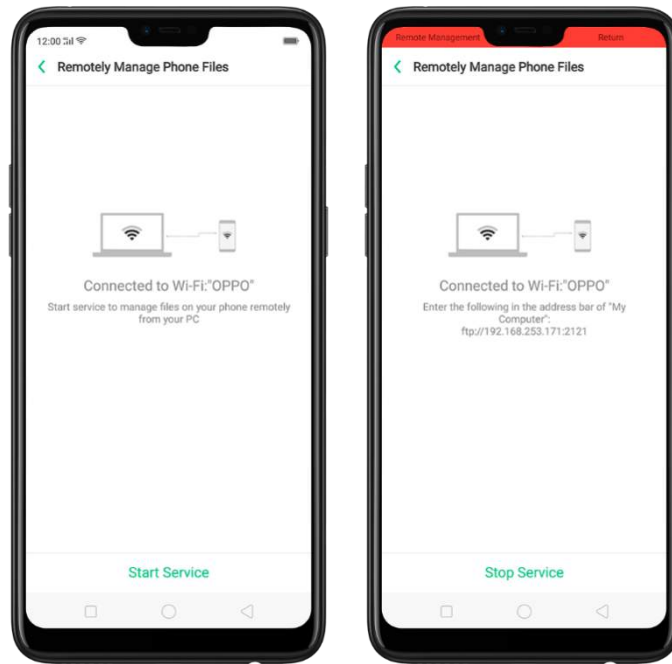 12:00
Remotely Manage Phone Files
Connected to Wi-Fi:"OPPO"
Start service to manage files on your phone remotely
from your PC
Start Service
Remote Management
Return
Remotely Manage Phone Files
Connected to Wi-Fi:"OPPO"
Enter the following in the address bar of "My
Computer":
ftp://192.168.253.171:2121
Stop Service